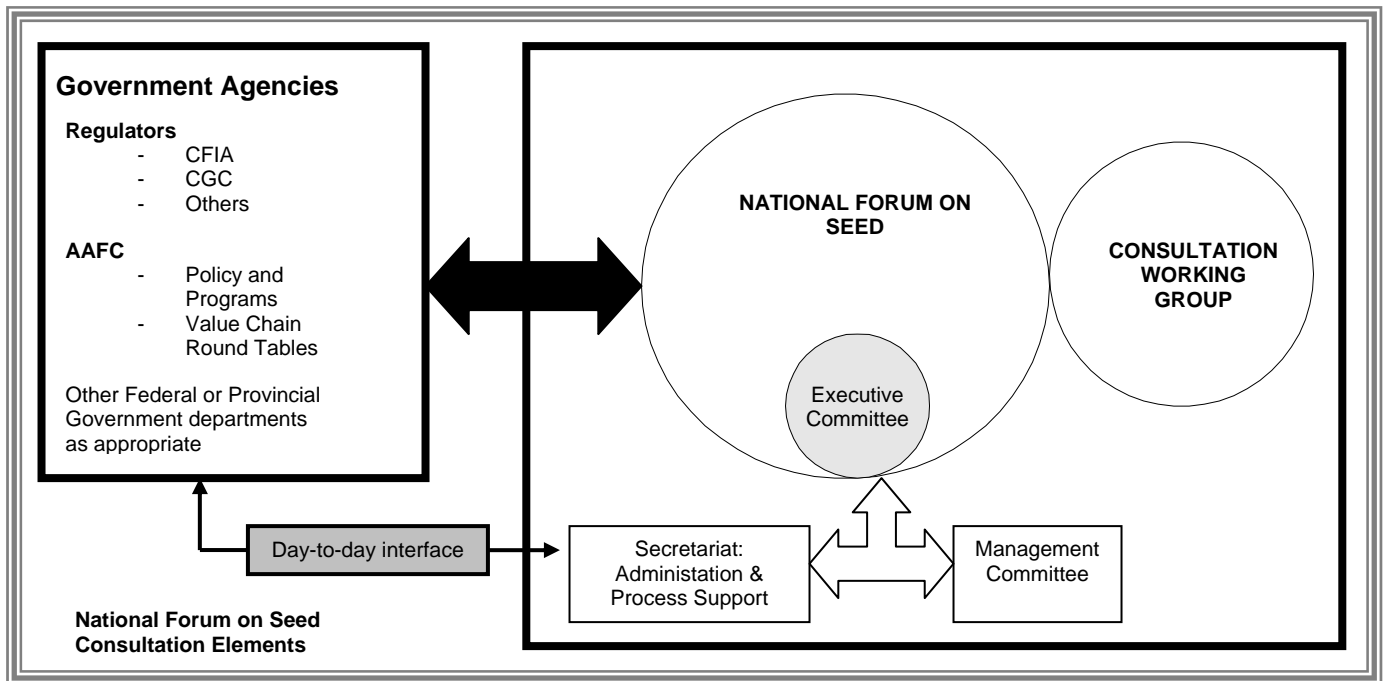 Government Agencies
Regulators
- CFIA
- CGC
- Others
AAFC
- Policy and
Programs
- Value Chain
Round Tables
Other Federal or Provincial
Government departments
as appropriate
NATIONAL FORUM ON
SEED
CONSULTATION
WORKING
GROUP
Executive
Committee
Day-to-day interface
Secretariat:
Administation &
Process Support
Management
Committee
National Forum on Seed
Consultation Elements